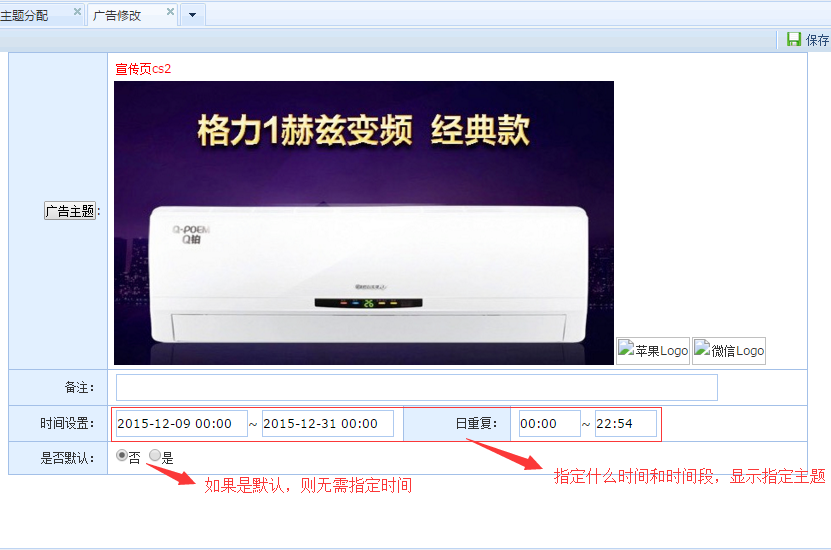 主题分配
广告修改
保存
宣传页cs2
格力1赫兹变频 经典款
Q-POEM
Q铂
26
广告主题:
苹果Logo
微信Logo
备注:
时间设置: 2015-12-09 00:00 ~ 2015-12-31 00:00 日重复: 00:00 ~ 22:54
是否默认: 否 是
如果是默认，则无需指定时间
指定什么时间和时间段，显示指定主题